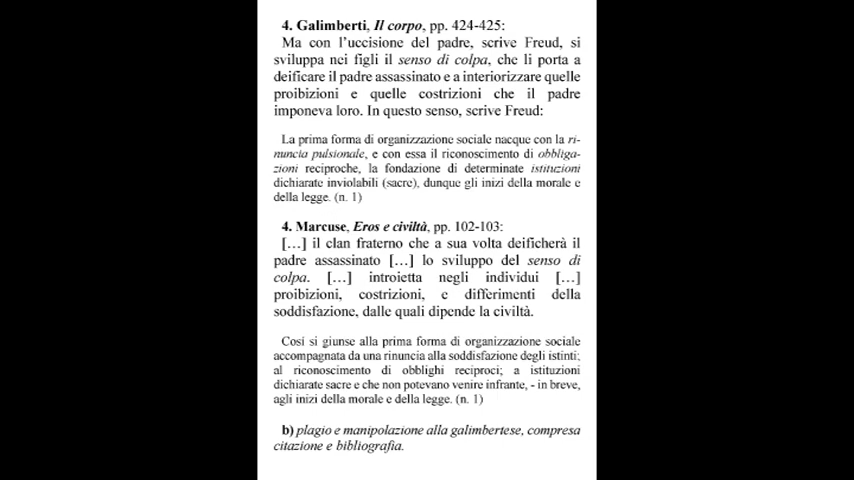 4. Galimberti, Il corpo, pp. 424-425:
Ma con l’uccisione del padre, scrive Freud, si
sviluppa nei figli il senso di colpa, che li porta a
deificare il padre assassinato e a interiorizzare quelle
proibizioni e quelle costrizioni che il padre
imponeva loro. In questo senso, scrive Freud:
La prima forma di organizzazione sociale nacque con la ri-
nuncia pulsionale, e con essa il riconoscimento di obbliga-
zioni reciproche, la fondazione di determinate istituzioni
dichiarate inviolabili (sacre), dunque gli inizi della morale e
della legge. (n. 1)
4. Marcuse, Eros e civiltà, pp. 102-103:
[…] il clan fraterno che a sua volta deificherà il
padre assassinato […] lo sviluppo del senso di
colpa. […] introietta negli individui […]
proibizioni, costrizioni, e differimenti della
soddisfazione, dalle quali dipende la civiltà.
Cosí si giunse alla prima forma di organizzazione sociale
accompagnata da una rinuncia alla soddisfazione degli istinti;
al riconoscimento di obblighi reciproci; a istituzioni
dichiarate sacre e che non potevano venire infrante, - in breve,
agli inizi della morale e della legge. (n. 1)
b) plagio e manipolazione alla galimbertese, compresa
citazione e bibliografia.